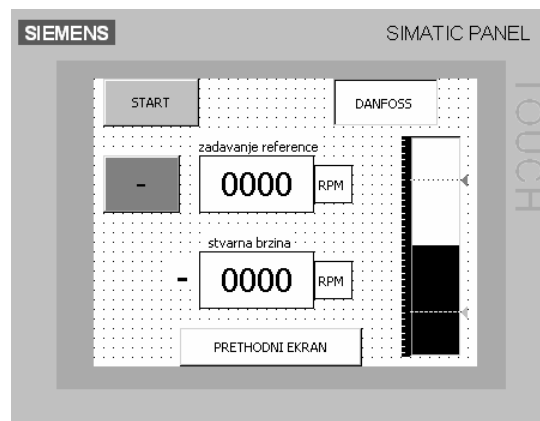 SIEMENS
SIMATIC PANEL
TOUCH
START
DANFOSS
zadavanje reference
-
0000
RPM
stvarna brzina
-
0000
RPM
PRETHODNI EKRAN